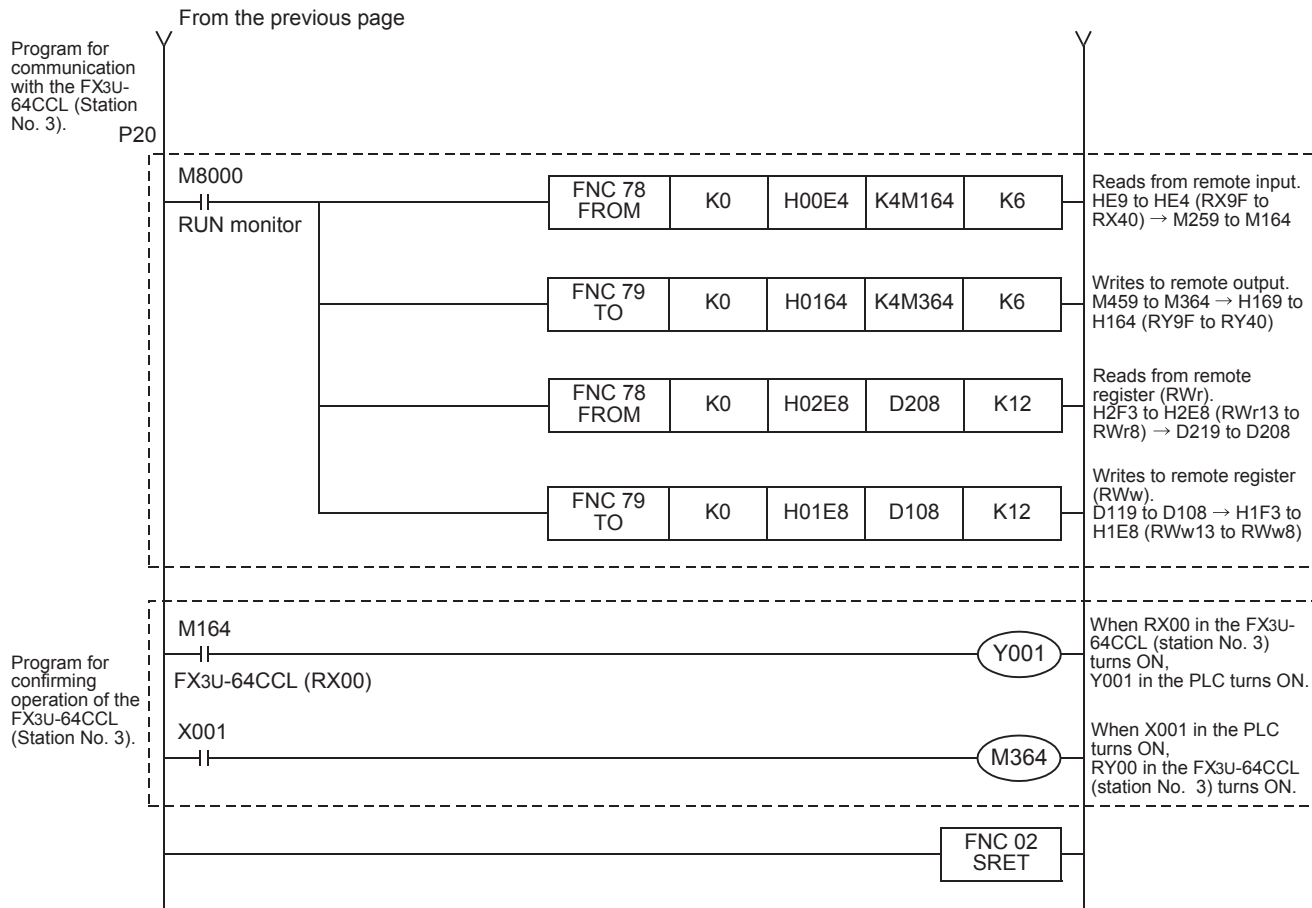 From the previous page
Program for
communication
with the FX3U-
64CCL (Station
No. 3).
P20
M8000
RUN monitor
FNC 78
FROM
K0
H00E4
K4M164
K6
Reads from remote input.
HE9 to HE4 (RX9F to
RX40) → M259 to M164
FNC 79
TO
K0
H0164
K4M364
K6
Writes to remote output.
M459 to M364 → H169 to
H164 (RY9F to RY40)
FNC 78
FROM
K0
H02E8
D208
K12
Reads from remote
register (RWr).
H2F3 to H2E8 (RWr13 to
RWr8) → D219 to D208
FNC 79
TO
K0
H01E8
D108
K12
Writes to remote register
(RWw).
D119 to D108 → H1F3 to
H1E8 (RWw13 to RWw8)
Program for
confirming
operation of the
FX3U-64CCL
(Station No. 3).
M164
FX3U-64CCL (RX00)
Y001
When RX00 in the FX3U-
64CCL (station No. 3)
turns ON,
Y001 in the PLC turns ON.
X001
M364
When X001 in the PLC
turns ON,
RY00 in the FX3U-64CCL
(station No. 3) turns ON.
FNC 02
SRET